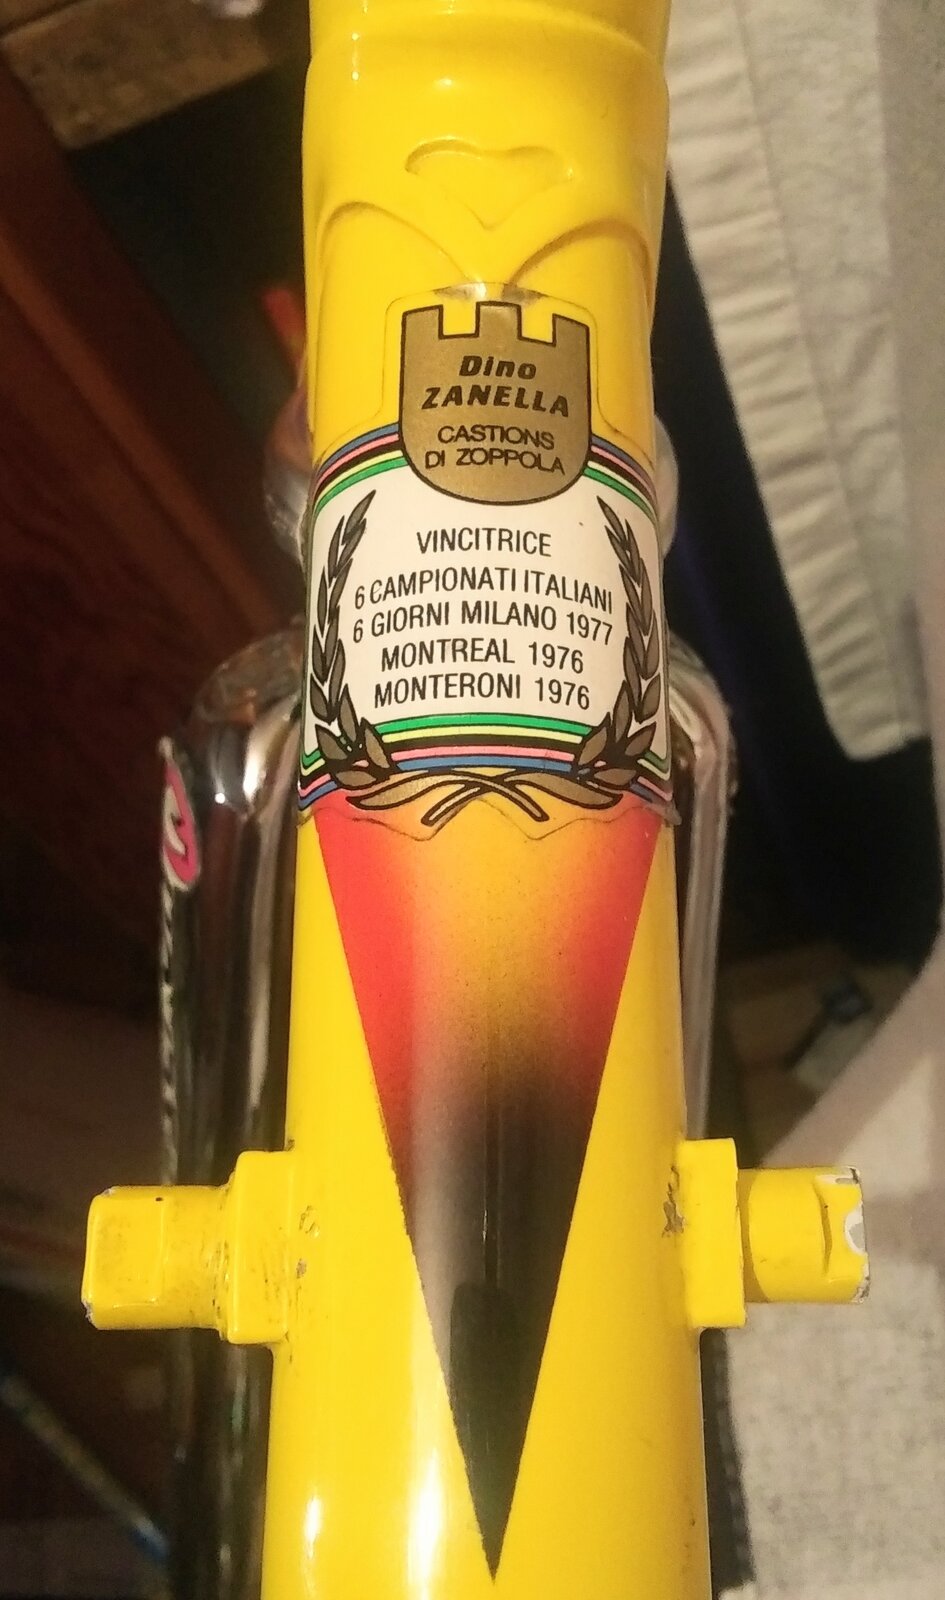 Dino
ZANELLA
CASTIONS
DI ZOPPOLA
VINCITRICE
6 CAMPIONATI ITALIANI
6 GIORNI MILANO 1977
MONTREAL 1976
MONTERONI 1976